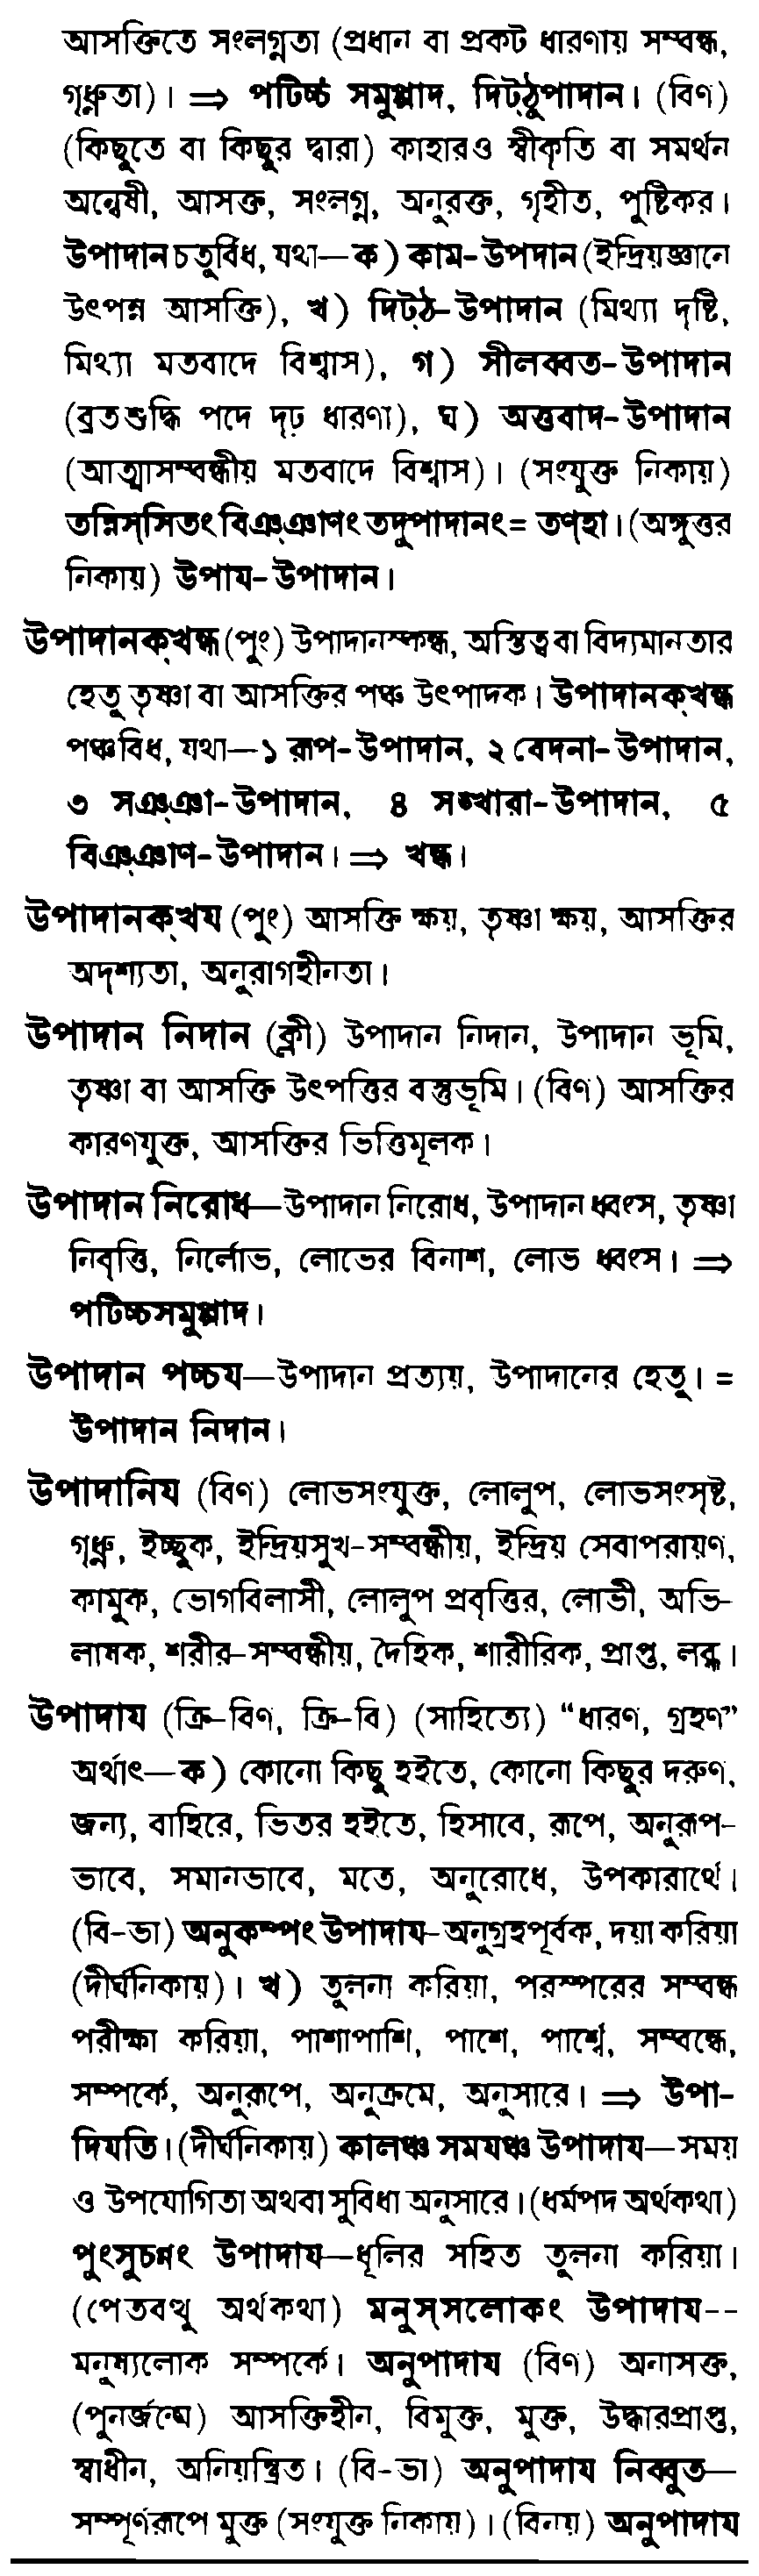 আসক্তিতে সংলগ্নতা (প্রধান বা প্রকট ধারণায় সম্বন্ধ,
গৃধ্নুতা)। ⇒ পটিচ্চ সমুপ্পাদ, দিট্ঠুপাদান। (বিণ)
(কিছুতে বা কিছুর দ্বারা) কাহারও স্বীকৃতি বা সমর্থন
অন্বেষী, আসক্ত, সংলগ্ন, অনুরক্ত, গৃহীত, পুষ্টিকর।
উপাদান চতুর্বিধ, যথা—ক) কাম-উপদান (ইন্দ্রিয়জ্ঞানে
উৎপন্ন আসক্তি), খ) দিট্ঠ-উপাদান (মিথ্যা দৃষ্টি,
মিথ্যা মতবাদে বিশ্বাস), গ) সীলব্বত-উপাদান
(ব্রতশুদ্ধি পদে দৃঢ় ধারণা), ঘ) অত্তবাদ-উপাদান
(আত্মাসম্বন্ধীয় মতবাদে বিশ্বাস)। (সংযুক্ত নিকায়)
তন্নিস্সিতং বিঞ্ঞাণং তদুপাদানং= তণ্হা। (অঙ্গুত্তর
নিকায়) উপায-উপাদান।
উপাদানক্খন্ধ (পুং) উপাদানস্কন্ধ, অস্তিত্ব বা বিদ্যমানতার
হেতু তৃষ্ণা বা আসক্তির পঞ্চ উৎপাদক। উপাদানক্খন্ধ
পঞ্চবিধ, যথা—১ রূপ-উপাদান, ২ বেদনা-উপাদান,
৩ সঞ্ঞা-উপাদান, ৪ সঙ্খারা-উপাদান, ৫
বিঞ্ঞাণ-উপাদান। ⇒ খন্ধ।
উপাদানক্খয (পুং) আসক্তি ক্ষয়, তৃষ্ণা ক্ষয়, আসক্তির
অদৃশ্যতা, অনুরাগহীনতা।
উপাদান নিদান (ক্লী) উপাদান নিদান, উপাদান ভূমি,
তৃষ্ণা বা আসক্তি উৎপত্তির বস্তুভূমি। (বিণ) আসক্তির
কারণযুক্ত, আসক্তির ভিত্তিমূলক।
উপাদান নিরোধ—উপাদান নিরোধ, উপাদান ধ্বংস, তৃষ্ণা
নিবৃত্তি, নির্লোভ, লোভের বিনাশ, লোভ ধ্বংস। ⇒
পটিচ্চসমুপ্পাদ।
উপাদান পচ্চয—উপাদান প্রত্যয়, উপাদানের হেতু। =
উপাদান নিদান।
উপাদানিয (বিণ) লোভসংযুক্ত, লোলুপ, লোভসংসৃষ্ট,
গৃধ্নু, ইচ্ছুক, ইন্দ্রিয়সুখ-সম্বন্ধীয়, ইন্দ্রিয় সেবাপরায়ণ,
কামুক, ভোগবিলাসী, লোলুপ প্রবৃত্তির, লোভী, অভি-
লাষক, শরীর-সম্বন্ধীয়, দৈহিক, শারীরিক, প্রাপ্ত, লব্ধ।
উপাদায (ক্রি-বিণ, ক্রি-বি) (সাহিত্যে) “ধারণ, গ্রহণ”
অর্থাৎ—ক) কোনো কিছু হইতে, কোনো কিছুর দরুণ,
জন্য, বাহিরে, ভিতর হইতে, হিসাবে, রূপে, অনুরূপ-
ভাবে, সমানভাবে, মতে, অনুরোধে, উপকারার্থে।
(বি-ভা) অনুকম্পং উপাদায-অনুগ্রহপূর্বক, দয়া করিয়া
(দীর্ঘনিকায়)। খ) তুলনা করিয়া, পরস্পরের সম্বন্ধ
পরীক্ষা করিয়া, পাশাপাশি, পাশে, পার্শ্বে, সম্বন্ধে,
সম্পর্কে, অনুরূপে, অনুক্রমে, অনুসারে। ⇒ উপা-
দিযতি। (দীর্ঘনিকায়) কালঞ্চ সমযঞ্চ উপাদায—সময়
ও উপযোগিতা অথবা সুবিধা অনুসারে। (ধর্মপদ অর্থকথা)
পুংসুচন্নং উপাদায—ধূলির সহিত তুলনা করিয়া।
(পেতবত্থু অর্থকথা) মনুস্সলোকং উপাদায--
মনুষ্যলোক সম্পর্কে। অনুপাদায (বিণ) অনাসক্ত,
(পুনর্জন্মে) আসক্তিহীন, বিমুক্ত, মুক্ত, উদ্ধারপ্রাপ্ত,
স্বাধীন, অনিয়ন্ত্রিত। (বি-ভা) অনুপাদায নিব্বুত—
সম্পূর্ণরূপে মুক্ত (সংযুক্ত নিকায়)। (বিনয়) অনুপাদায